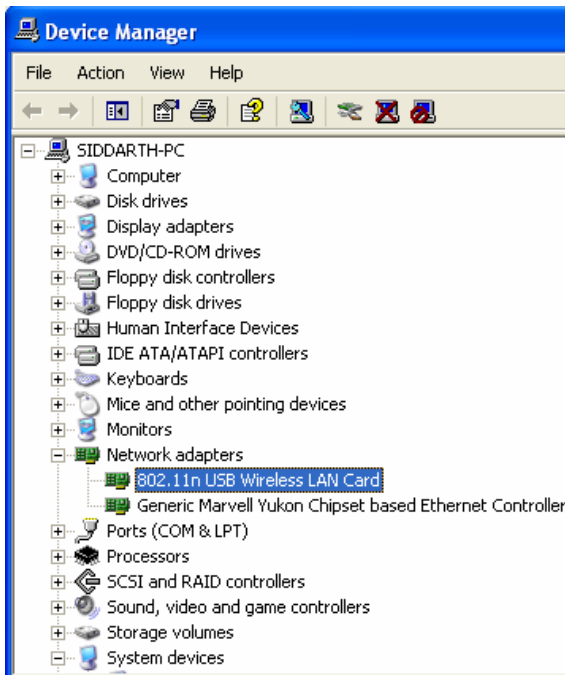 Device Manager
File Action View Help
SIDDARTH-PC
Computer
Disk drives
Display adapters
DVD/CD-ROM drives
Floppy disk controllers
Floppy disk drives
Human Interface Devices
IDE ATA/ATAPI controllers
Keyboards
Mice and other pointing devices
Monitors
Network adapters
802.11n USB Wireless LAN Card
Generic Marvell Yukon Chipset based Ethernet Controller
Ports (COM & LPT)
Processors
SCSI and RAID controllers
Sound, video and game controllers
Storage volumes
System devices